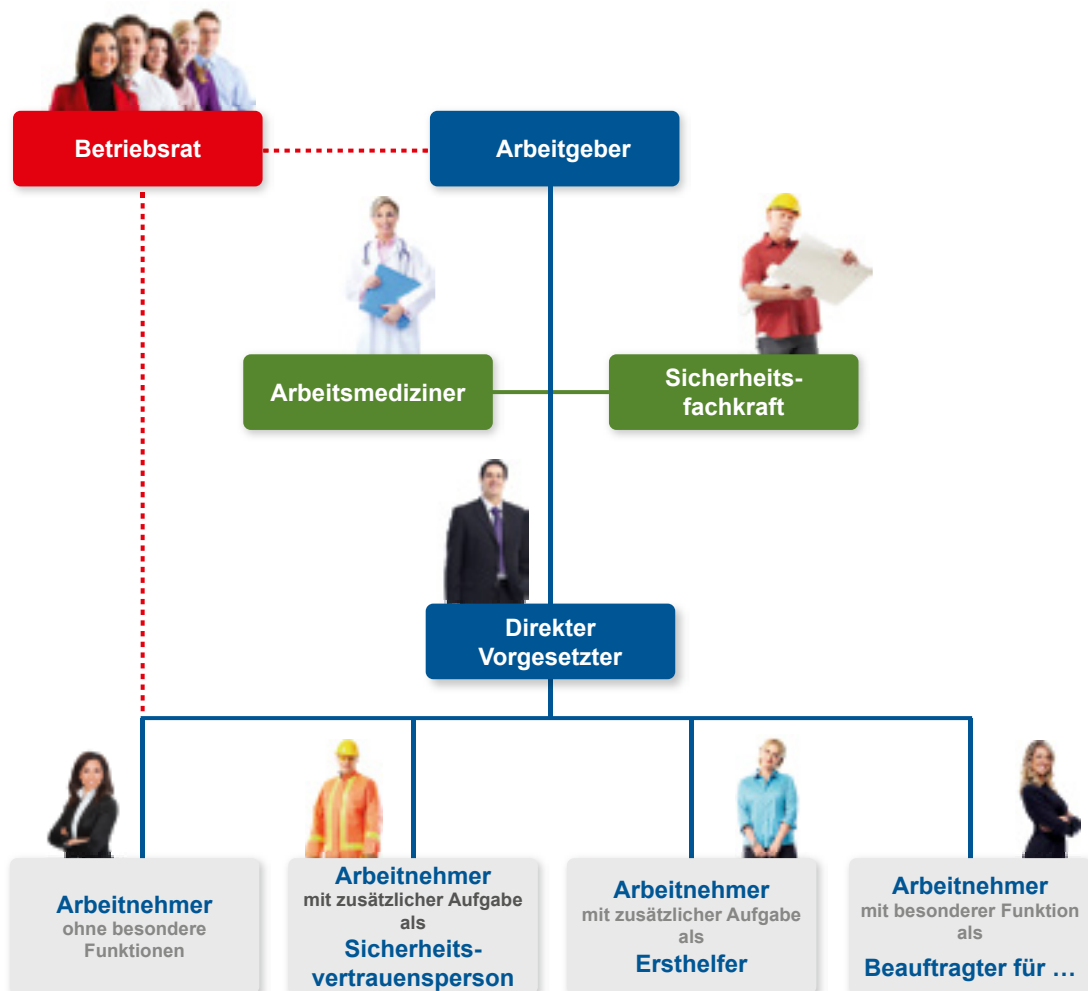 Betriebsrat
Arbeitgeber
Arbeitsmediziner
Sicherheits-
fachkraft
Direkter
Vorgesetzter
Arbeitnehmer
ohne besondere
Funktionen
Arbeitnehmer
mit zusätzlicher Aufgabe
als
Sicherheits-
vertrauensperson
Arbeitnehmer
mit zusätzlicher Aufgabe
als
Ersthelfer
Arbeitnehmer
mit besonderer Funktion
als
Beauftragter für ...